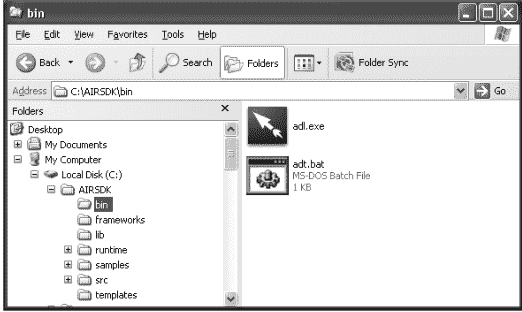 bin
File Edit View Favorites Tools Help
Back Search Folders Folder Sync
Address C:\AIRSDK\bin Go
Folders
Desktop
My Documents
My Computer
Local Disk (C:)
AIRSDK
bin
frameworks
lib
runtime
samples
src
templates
adl.exe
adt.bat
MS-DOS Batch File
1 KB